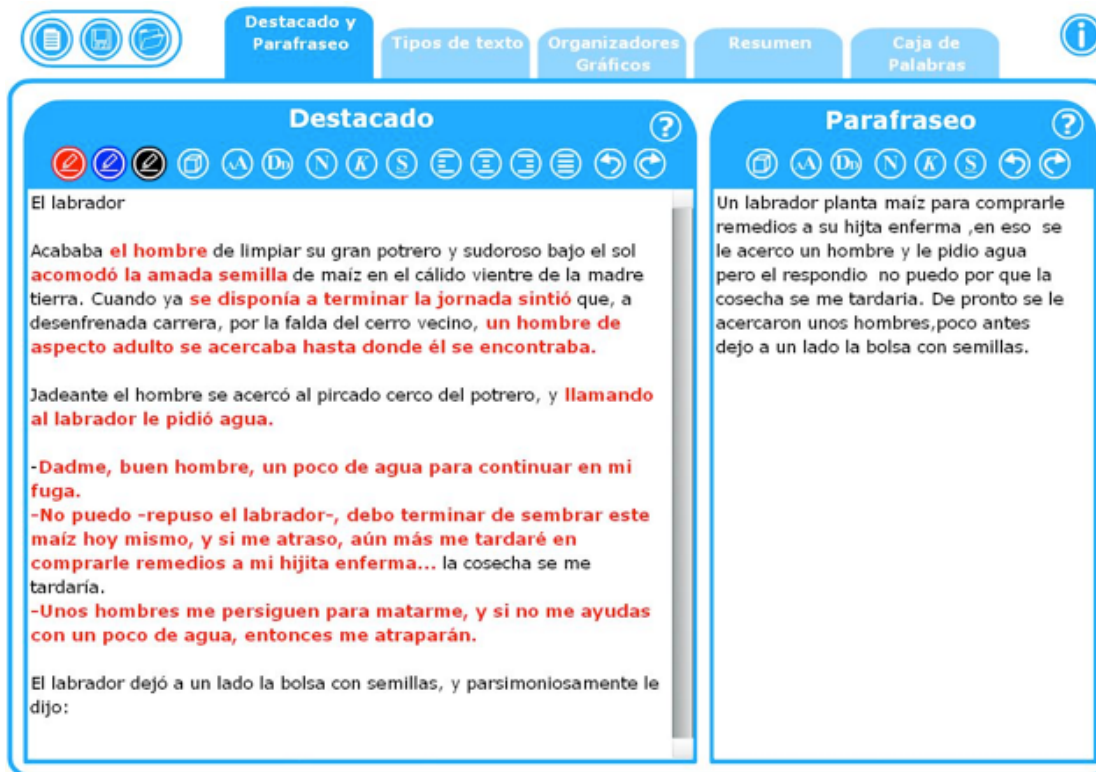 Destacado y
Parafraseo
Tipos de texto
Organizadores
Gráficos
Resumen
Caja de
Palabras
i
Destacado
?
A A D D N K S
El labrador
Acababa el hombre de limpiar su gran potrero y sudoroso bajo el sol
acomodó la amada semilla de maíz en el cálido vientre de la madre
tierra. Cuando ya se disponía a terminar la jornada sintió que, a
desenfrenada carrera, por la falda del cerro vecino, un hombre de
aspecto adulto se acercaba hasta donde él se encontraba.
Jadeante el hombre se acercó al pircado cerco del potrero, y llamando
al labrador le pidió agua.
-Dadme, buen hombre, un poco de agua para continuar en mi
fuga.
-No puedo -repuso el labrador-, debo terminar de sembrar este
maíz hoy mismo, y si me atraso, aún más me tardaré en
comprarle remedios a mi hijita enferma... la cosecha se me
tardaría.
-Unos hombres me persiguen para matarme, y si no me ayudas
con un poco de agua, entonces me atraparán.
El labrador dejó a un lado la bolsa con semillas, y parsimoniosamente le
dijo:
Parafraseo
?
A A D D N K S
Un labrador planta maíz para comprarle
remedios a su hijta enferma ,en eso se
le acerco un hombre y le pidio agua
pero el respondio no puedo por que la
cosecha se me tardaria. De pronto se le
acercaron unos hombres,poco antes
dejo a un lado la bolsa con semillas.